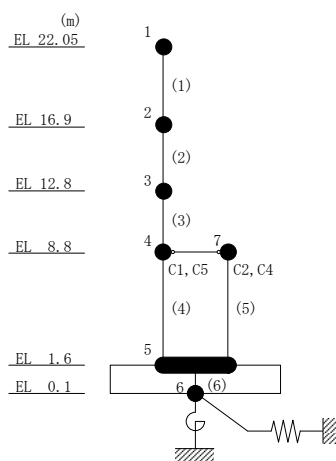 (m)
EL 22.05
1
(1)
EL 16.9
2
(2)
EL 12.8
3
(3)
EL 8.8
4
7
C1, C5
C2, C4
(4)
(5)
5
EL 1.6
EL 0.1
6
(6)